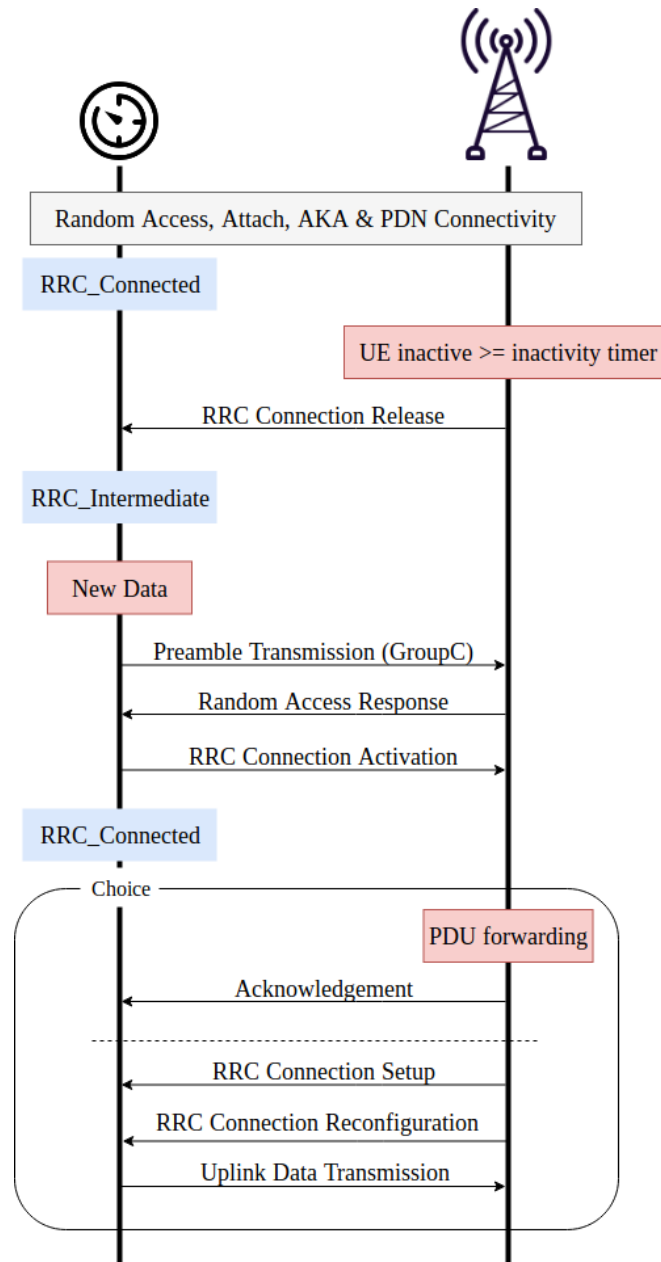 Random Access, Attach, AKA & PDN Connectivity
RRC_Connected
UE inactive >= inactivity timer
RRC Connection Release
RRC_Intermediate
New Data
Preamble Transmission (GroupC)
Random Access Response
RRC Connection Activation
RRC_Connected
Choice
PDU forwarding
Acknowledgement
RRC Connection Setup
RRC Connection Reconfiguration
Uplink Data Transmission